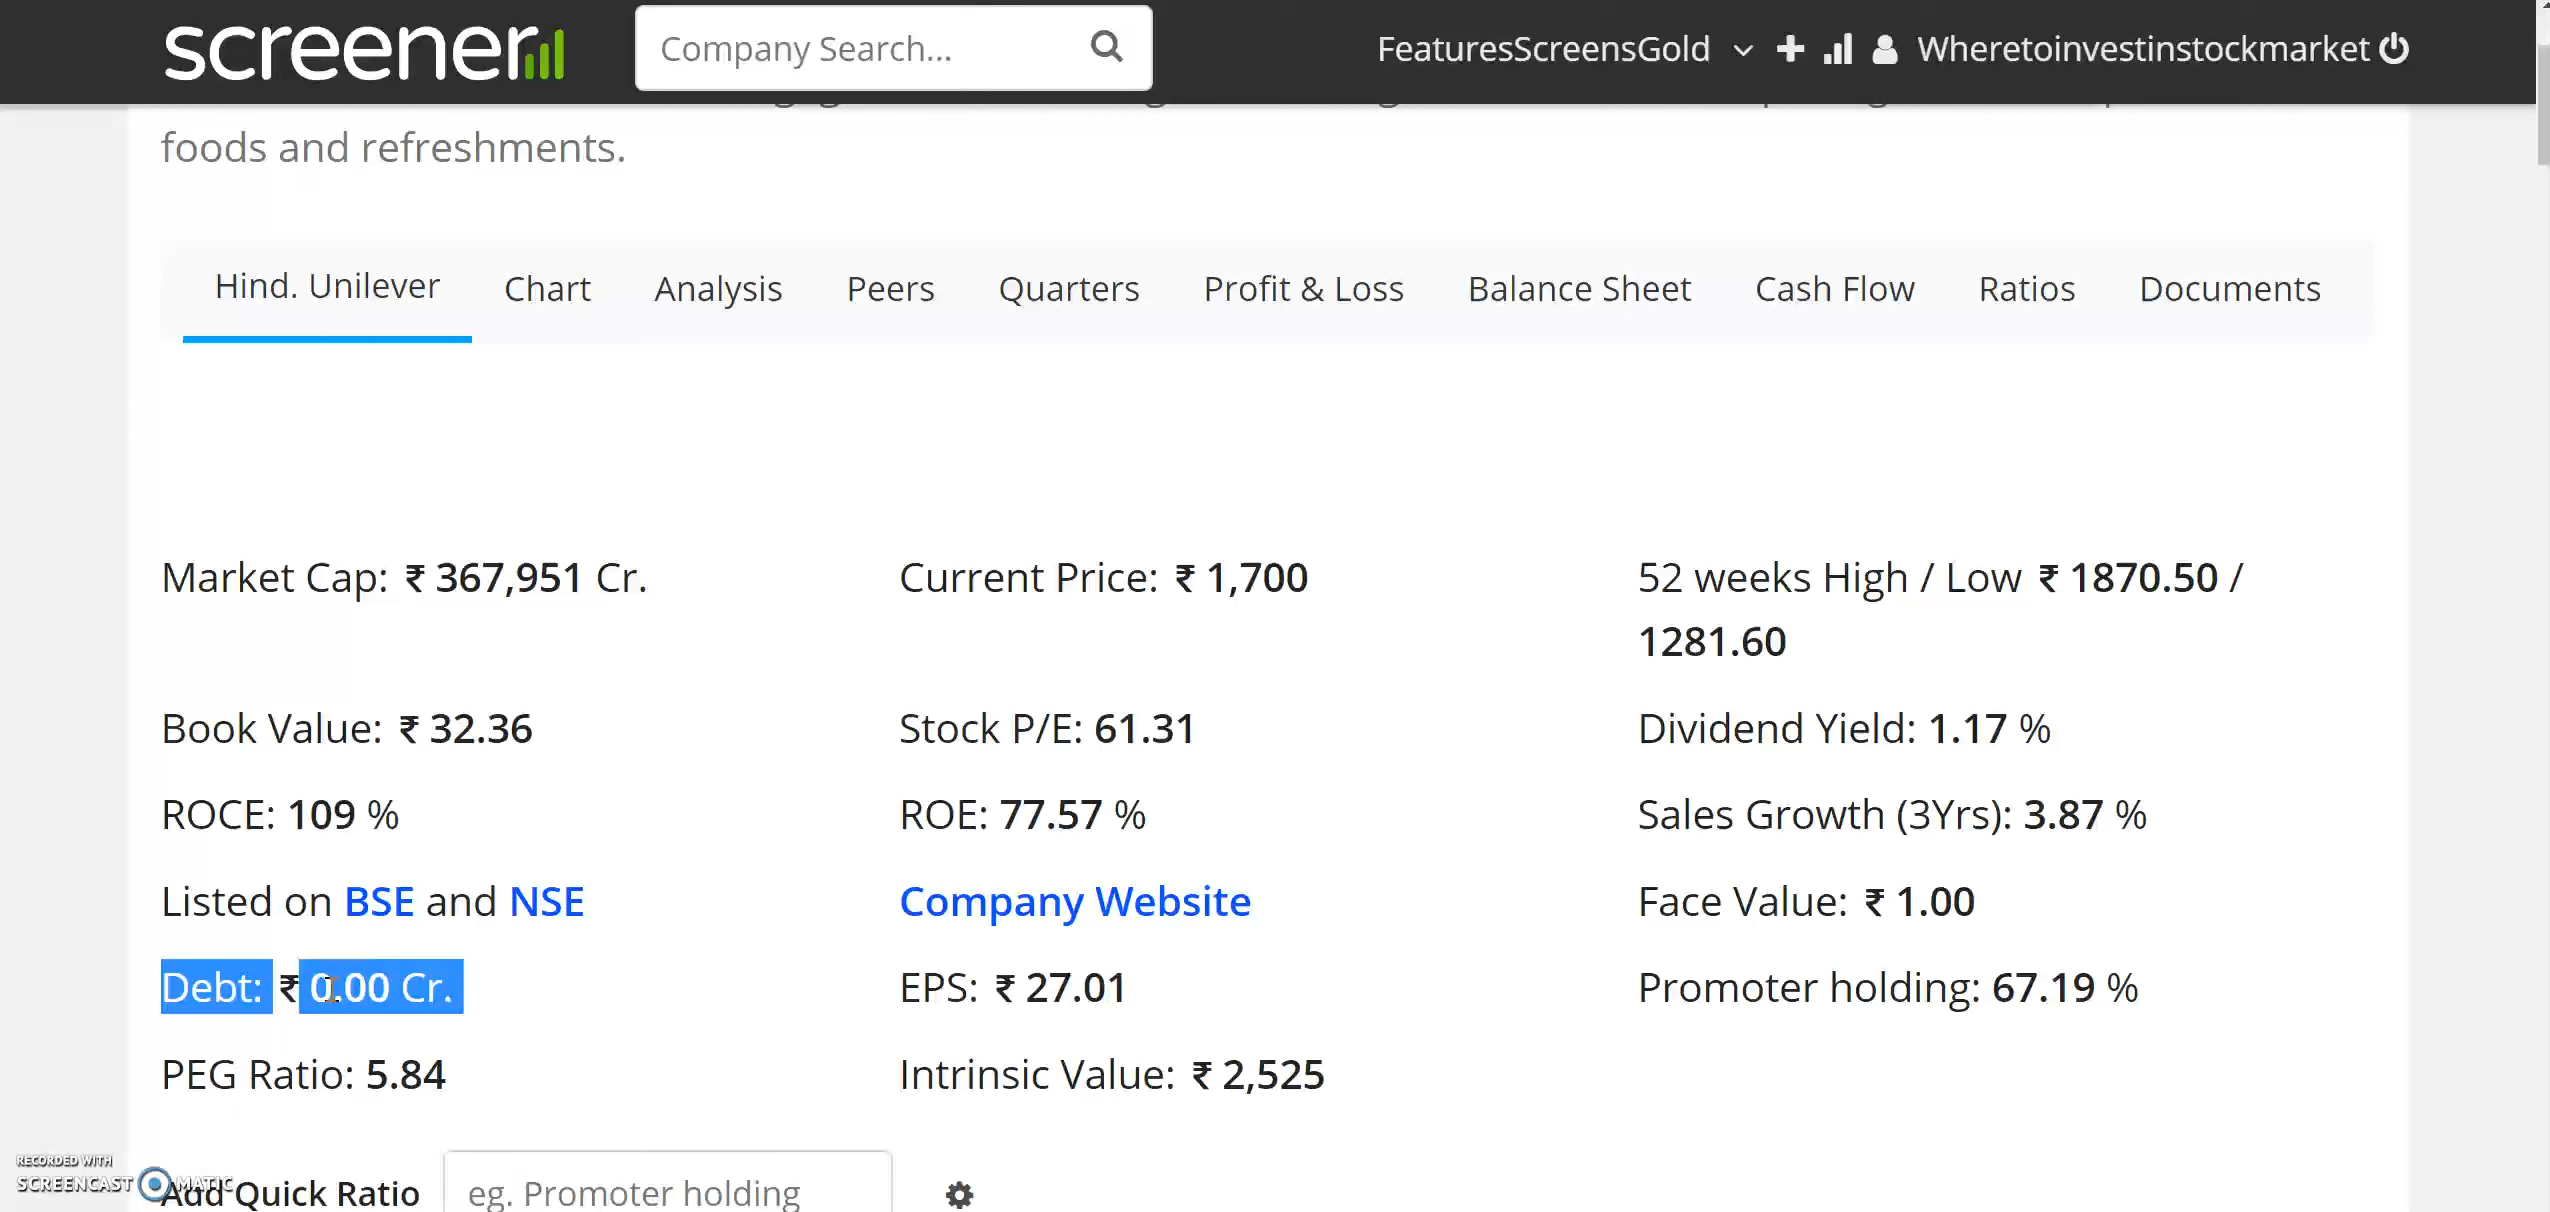 screener
Company Search...
FeaturesScreensGold
Wheretoinvestinstockmarket
foods and refreshments.
Hind. Unilever Chart Analysis Peers Quarters Profit & Loss Balance Sheet Cash Flow Ratios Documents
Market Cap: ₹ 367,951 Cr.
Current Price: ₹ 1,700
52 weeks High / Low ₹ 1870.50 /
1281.60
Book Value: ₹ 32.36
Stock P/E: 61.31
Dividend Yield: 1.17 %
ROCE: 109 %
ROE: 77.57 %
Sales Growth (3Yrs): 3.87 %
Listed on BSE and NSE
Company Website
Face Value: ₹ 1.00
Debt: ₹ 0.00 Cr.
EPS: ₹ 27.01
Promoter holding: 67.19 %
PEG Ratio: 5.84
Intrinsic Value: ₹ 2,525
Add Quick Ratio
eg. Promoter holding
RECORDED WITH
SCREENCAST MATIC